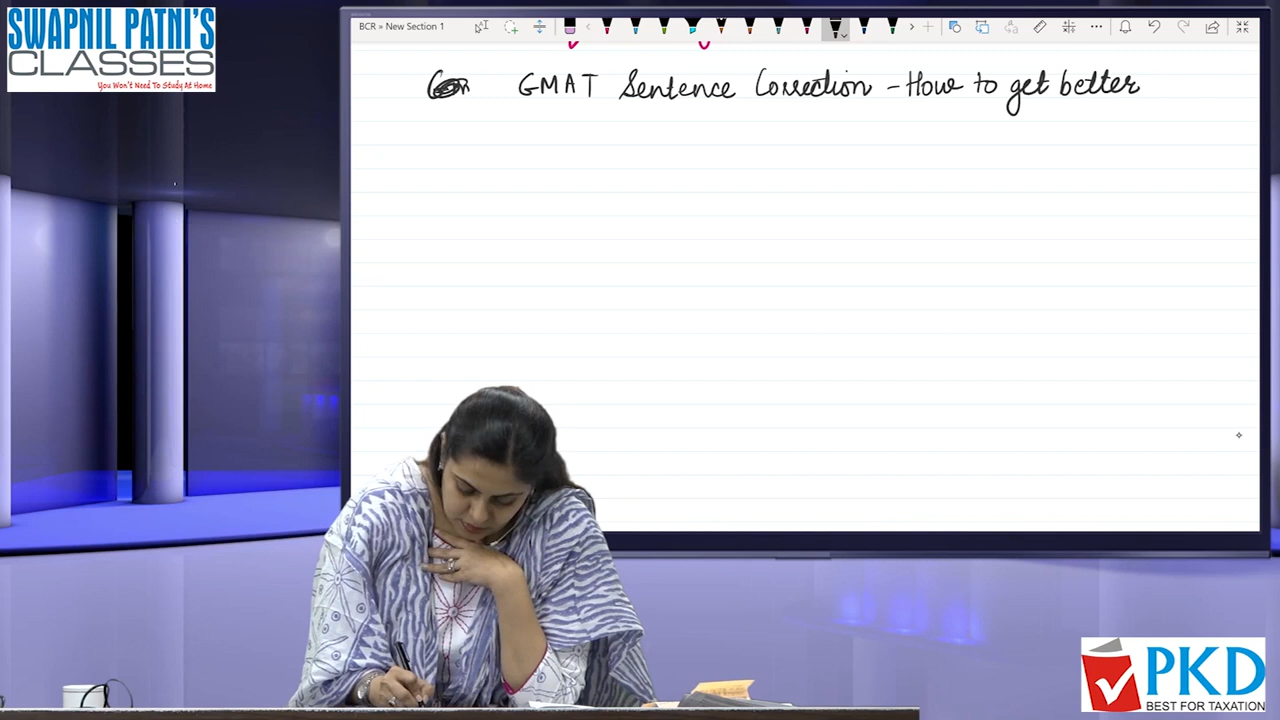 SWAPNIL PATNI'S
CLASSES
You Won't Need To Study At Home
BCR » New Section 1
GMAT Sentence Correction - How to get better
PKD
BEST FOR TAXATION